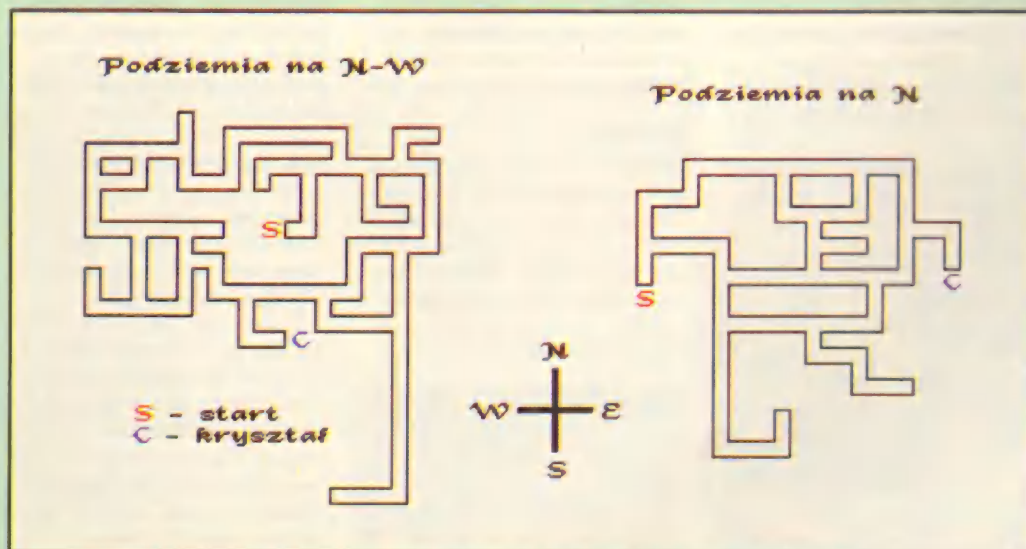 Podziemia na N-W
Podziemia na N
S
C
S
C
S - start
C - kryształ
N
W
E
S